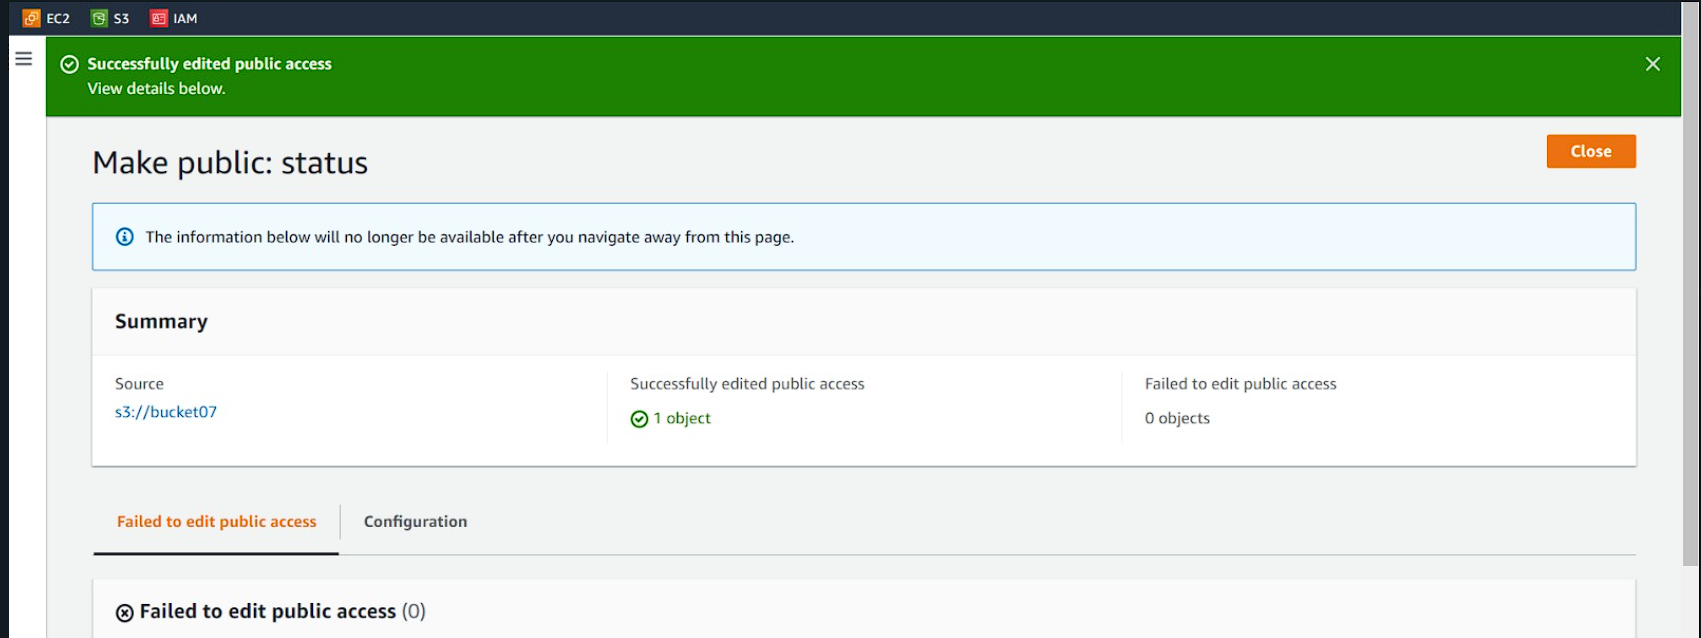 EC2 S3 IAM
Successfully edited public access
View details below.
Make public: status
Close
The information below will no longer be available after you navigate away from this page.
Summary
Source
s3://bucket07
Successfully edited public access
1 object
Failed to edit public access
0 objects
Failed to edit public access
Configuration
Failed to edit public access (0)